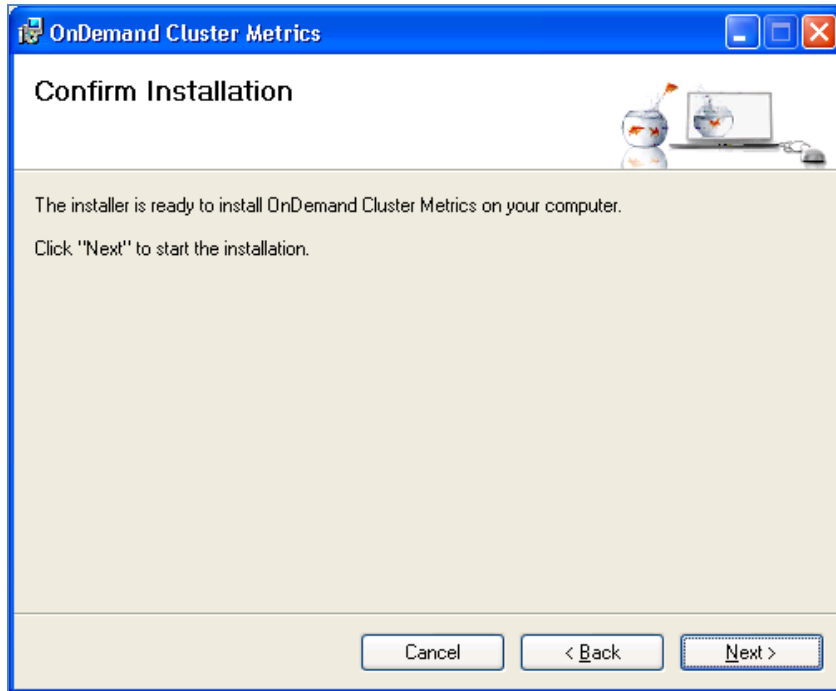 OnDemand Cluster Metrics
Confirm Installation
The installer is ready to install OnDemand Cluster Metrics on your computer.
Click "Next" to start the installation.
Cancel
< Back
Next >